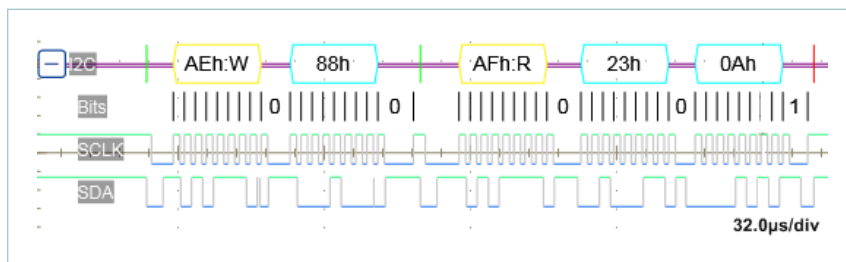 I2C AEh:W 88h AFh:R 23h 0Ah
Bits 0 0 0 0 1
SCLK
SDA
32.0µs/div